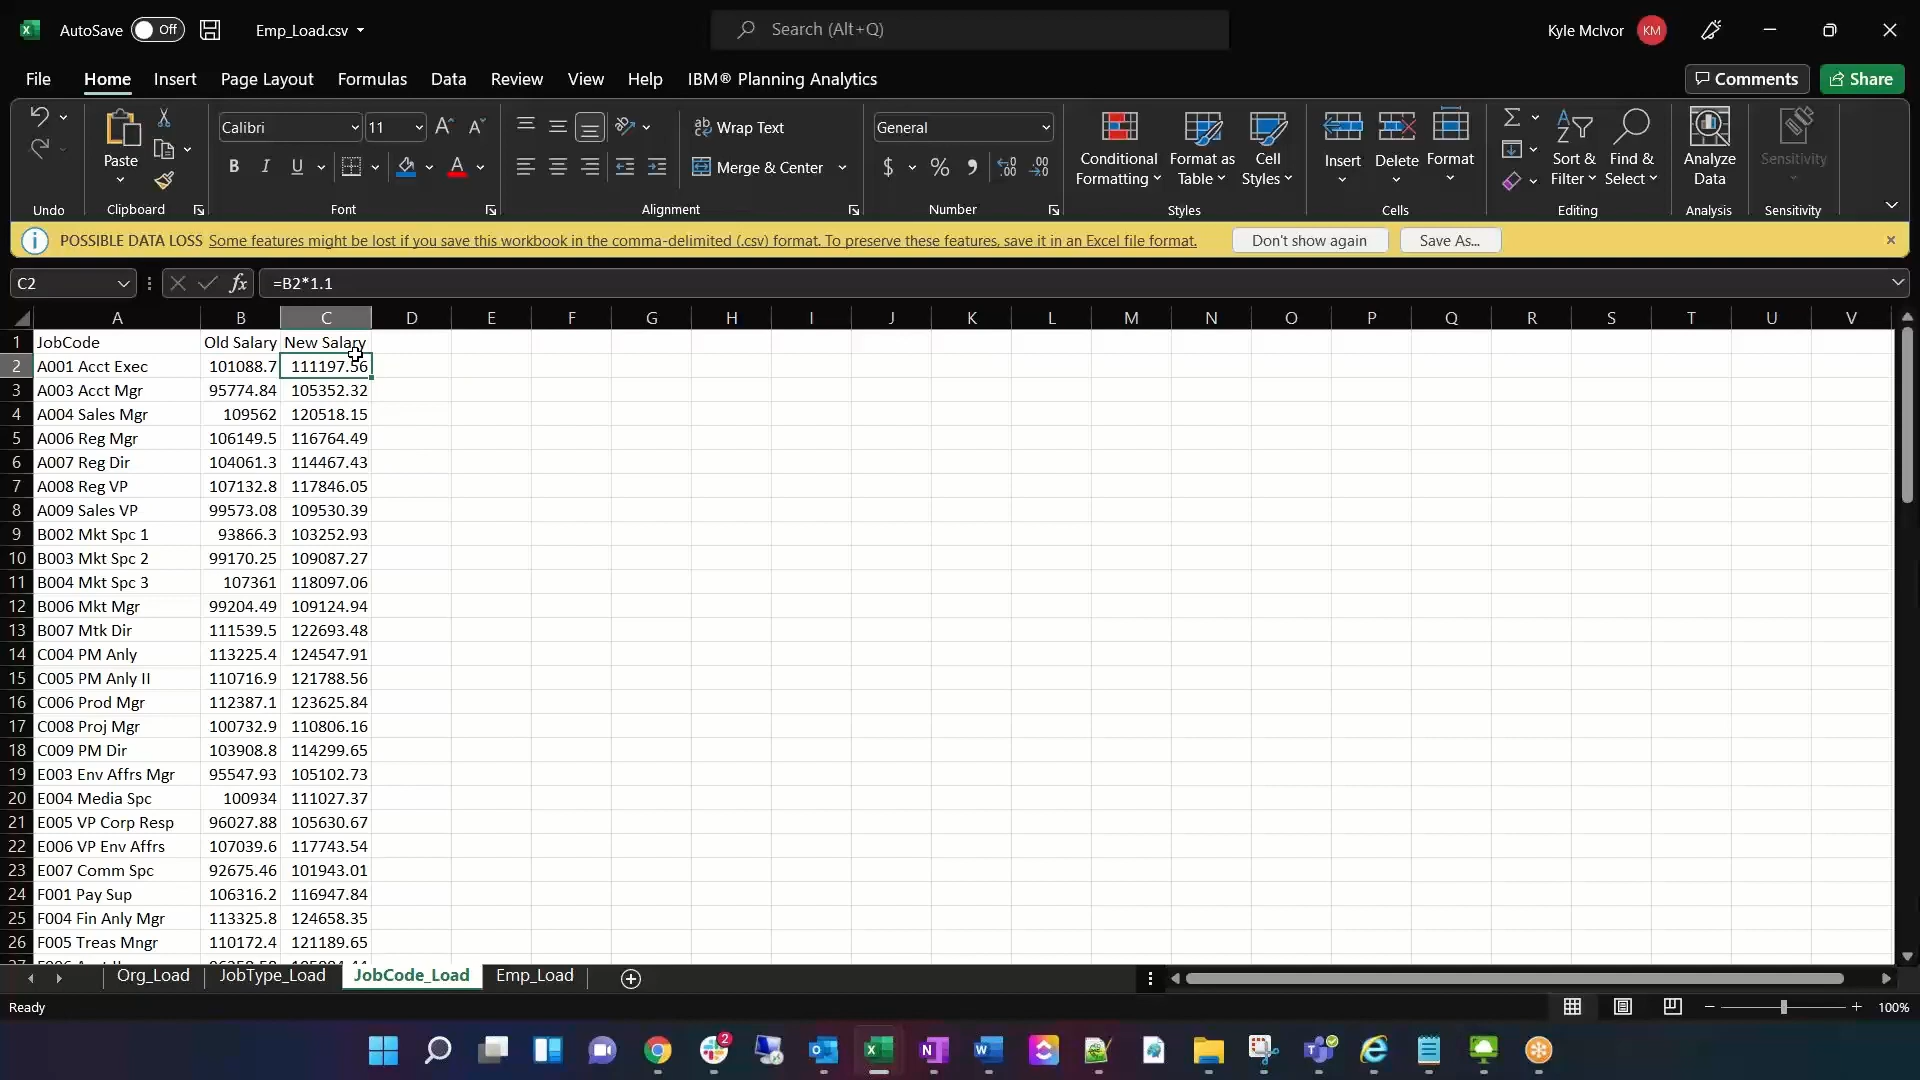 AutoSave Off Emp_Load.csv Search (Alt+Q) Kyle McIvor KM
File Home Insert Page Layout Formulas Data Review View Help IBM® Planning Analytics Comments Share
Calibri 11 Wrap Text General
Paste Merge & Center Conditional Formatting Format as Table Cell Styles Insert Delete Format Sort & Filter Find & Select Analyze Data Sensitivity
Undo Clipboard Font Alignment Number Styles Cells Editing Analysis Sensitivity
POSSIBLE DATA LOSS Some features might be lost if you save this workbook in the comma-delimited (.csv) format. To preserve these features, save it in an Excel file format. Don't show again Save As...
C2 fx =B2*1.1
A B C D E F G H I J K L M N O P Q R S T U V
1 JobCode Old Salary New Salary
2 A001 Acct Exec 101088.7 111197.56
3 A003 Acct Mgr 95774.84 105352.32
4 A004 Sales Mgr 109562 120518.15
5 A006 Reg Mgr 106149.5 116764.49
6 A007 Reg Dir 104061.3 114467.43
7 A008 Reg VP 107132.8 117846.05
8 A009 Sales VP 99573.08 109530.39
9 B002 Mkt Spc 1 93866.3 103252.93
10 B003 Mkt Spc 2 99170.25 109087.27
11 B004 Mkt Spc 3 107361 118097.06
12 B006 Mkt Mgr 99204.49 109124.94
13 B007 Mtk Dir 111539.5 122693.48
14 C004 PM Anly 113225.4 124547.91
15 C005 PM Anly II 110716.9 121788.56
16 C006 Prod Mgr 112387.1 123625.84
17 C008 Proj Mgr 100732.9 110806.16
18 C009 PM Dir 103908.8 114299.65
19 E003 Env Affrs Mgr 95547.93 105102.73
20 E004 Media Spc 100934 111027.37
21 E005 VP Corp Resp 96027.88 105630.67
22 E006 VP Env Affrs 107039.6 117743.54
23 E007 Comm Spc 92675.46 101943.01
24 F001 Pay Sup 106316.2 116947.84
25 F004 Fin Anly Mgr 113325.8 124658.35
26 F005 Treas Mngr 110172.4 121189.65
Org_Load JobType_Load JobCode_Load Emp_Load
Ready 100%
2